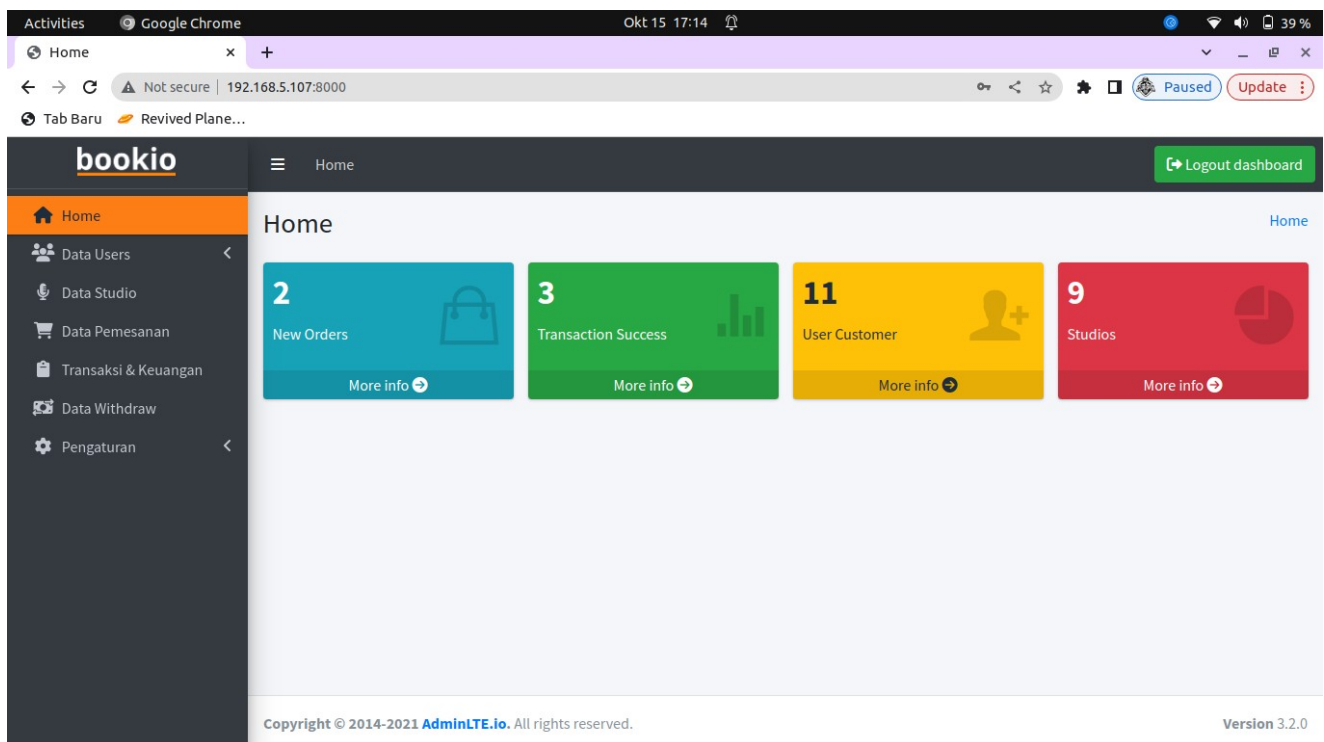 Activities Google Chrome Okt 15 17:14 39 %
Home
Not secure 192.168.5.107:8000 Paused Update
Tab Baru Revived Plane...
bookio Home Logout dashboard
Home
Data Users
Data Studio
Data Pemesanan
Transaksi & Keuangan
Data Withdraw
Pengaturan
Home Home
2 3 11 9
New Orders Transaction Success User Customer Studios
More info More info More info More info
Copyright © 2014-2021 AdminLTE.io. All rights reserved. Version 3.2.0